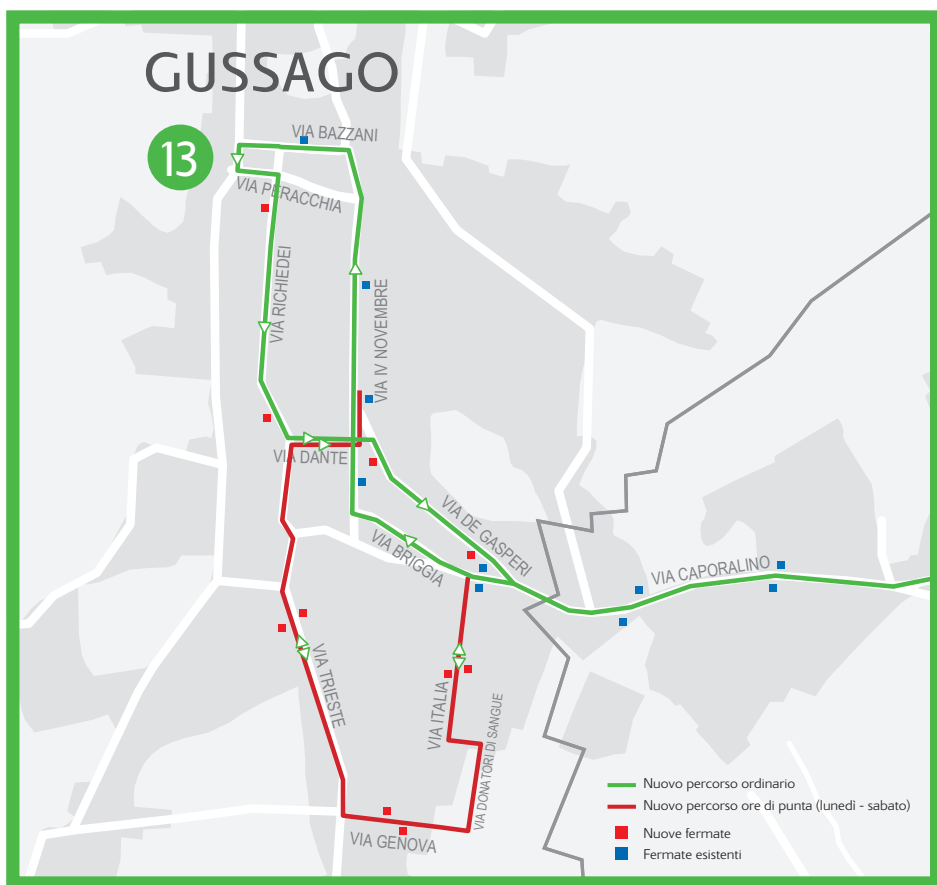 GUSSAGO
13
VIA BAZZANI
VIA PERACCHIA
VIA RICHIEDEI
VIA IV NOVEMBRE
VIA DANTE
VIA DE GASPERI
VIA BRIGGIA
VIA CAPORALINO
VIA TRIESTE
VIA ITALIA
VIA DONATORI DI SANGUE
VIA GENOVA
Nuovo percorso ordinario
Nuovo percorso ore di punta (lunedì - sabato)
Nuove fermate
Fermate esistenti